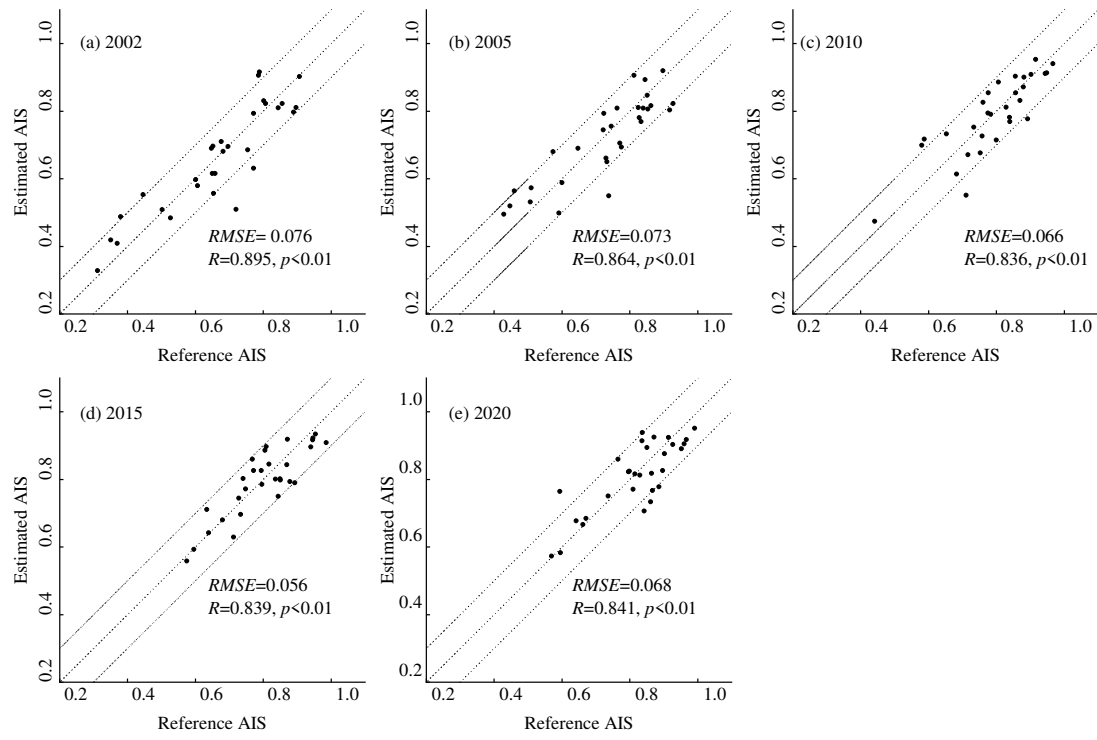 (a) 2002
Estimated AIS
0.2 0.4 0.6 0.8 1.0
RMSE= 0.076
R=0.895, p<0.01
0.2 0.4 0.6 0.8 1.0
Reference AIS
(b) 2005
Estimated AIS
0.2 0.4 0.6 0.8 1.0
RMSE=0.073
R=0.864, p<0.01
0.2 0.4 0.6 0.8 1.0
Reference AIS
(c) 2010
Estimated AIS
0.2 0.4 0.6 0.8 1.0
RMSE=0.066
R=0.836, p<0.01
0.2 0.4 0.6 0.8 1.0
Reference AIS
(d) 2015
Estimated AIS
0.2 0.4 0.6 0.8 1.0
RMSE=0.056
R=0.839, p<0.01
0.2 0.4 0.6 0.8 1.0
Reference AIS
(e) 2020
Estimated AIS
0.2 0.4 0.6 0.8 1.0
RMSE=0.068
R=0.841, p<0.01
0.2 0.4 0.6 0.8 1.0
Reference AIS